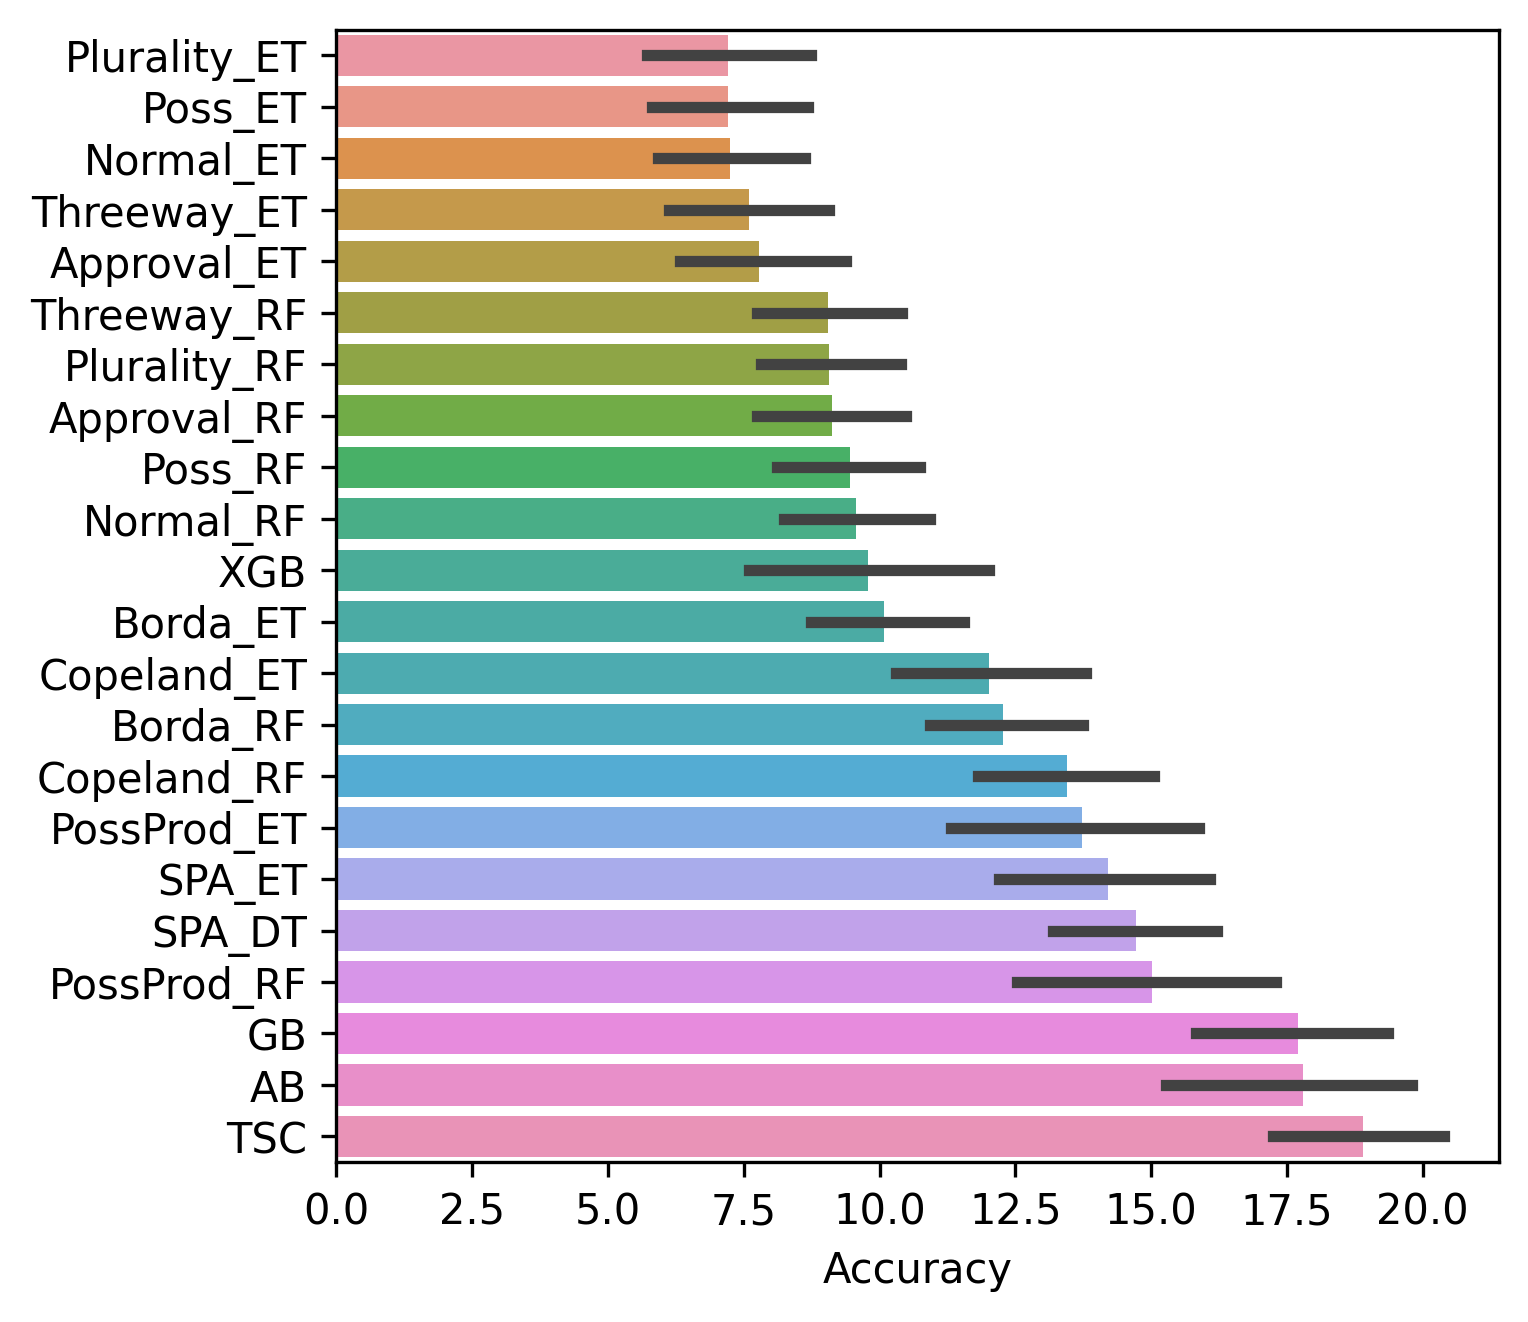 Plurality_ET
Poss_ET
Normal_ET
Threeway_ET
Approval_ET
Threeway_RF
Plurality_RF
Approval_RF
Poss_RF
Normal_RF
XGB
Borda_ET
Copeland_ET
Borda_RF
Copeland_RF
PossProd_ET
SPA_ET
SPA_DT
PossProd_RF
GB
AB
TSC
0.0 2.5 5.0 7.5 10.0 12.5 15.0 17.5 20.0
Accuracy